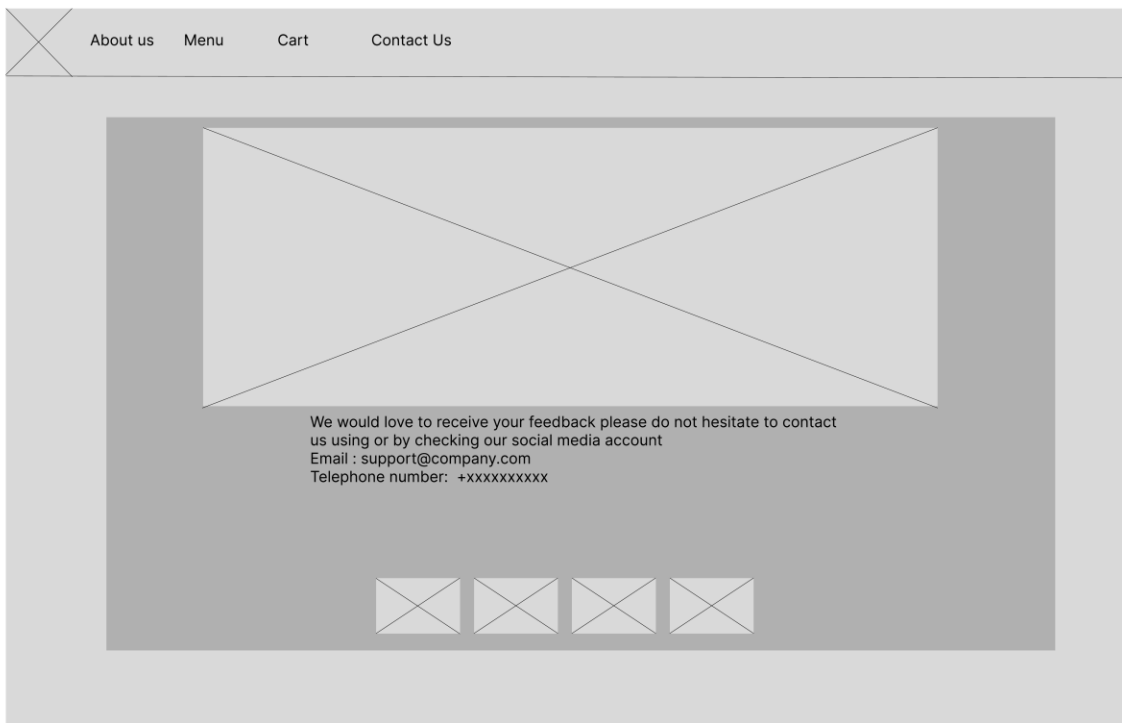 About us Menu Cart Contact Us
We would love to receive your feedback please do not hesitate to contact
us using or by checking our social media account
Email : support@company.com
Telephone number:  +xxxxxxxxxx